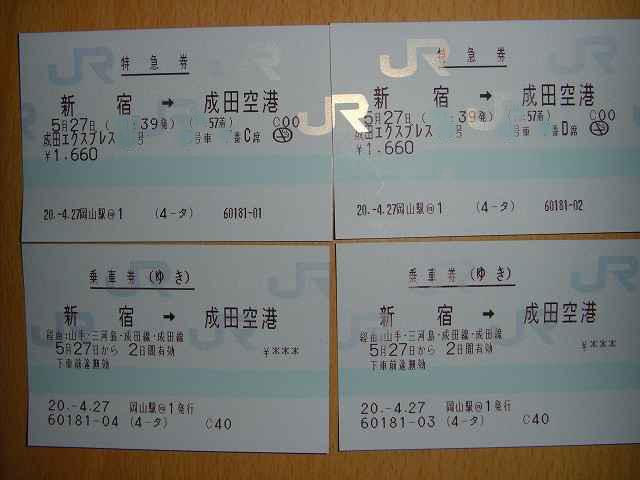 JR
特急券
新宿 → 成田空港
5月27日( :39発) ( :57着) C00
成田エクスプレス 号 号車 番C席
¥1,660
20.-4.27岡山駅@1 (4-タ) 60181-01
JR
特急券
新宿 → 成田空港
5月27日( :39発) ( :57着) C00
成田エクスプレス 号 号車 番D席
¥1,660
20.-4.27岡山駅@1 (4-タ) 60181-02
JR
乗車券(ゆき)
新宿 → 成田空港
経由:山手・三河島・成田線・成田線
5月27日から 2日間有効 ¥***
下車前途無効
20.-4.27 岡山駅@1発行
60181-04 (4-タ) C40
乗車券(ゆき)
新宿 → 成田空港
経由:山手・三河島・成田線・成田線
5月27日から 2日間有効 ¥***
下車前途無効
20.-4.27 岡山駅@1発行
60181-03 (4-タ) C40